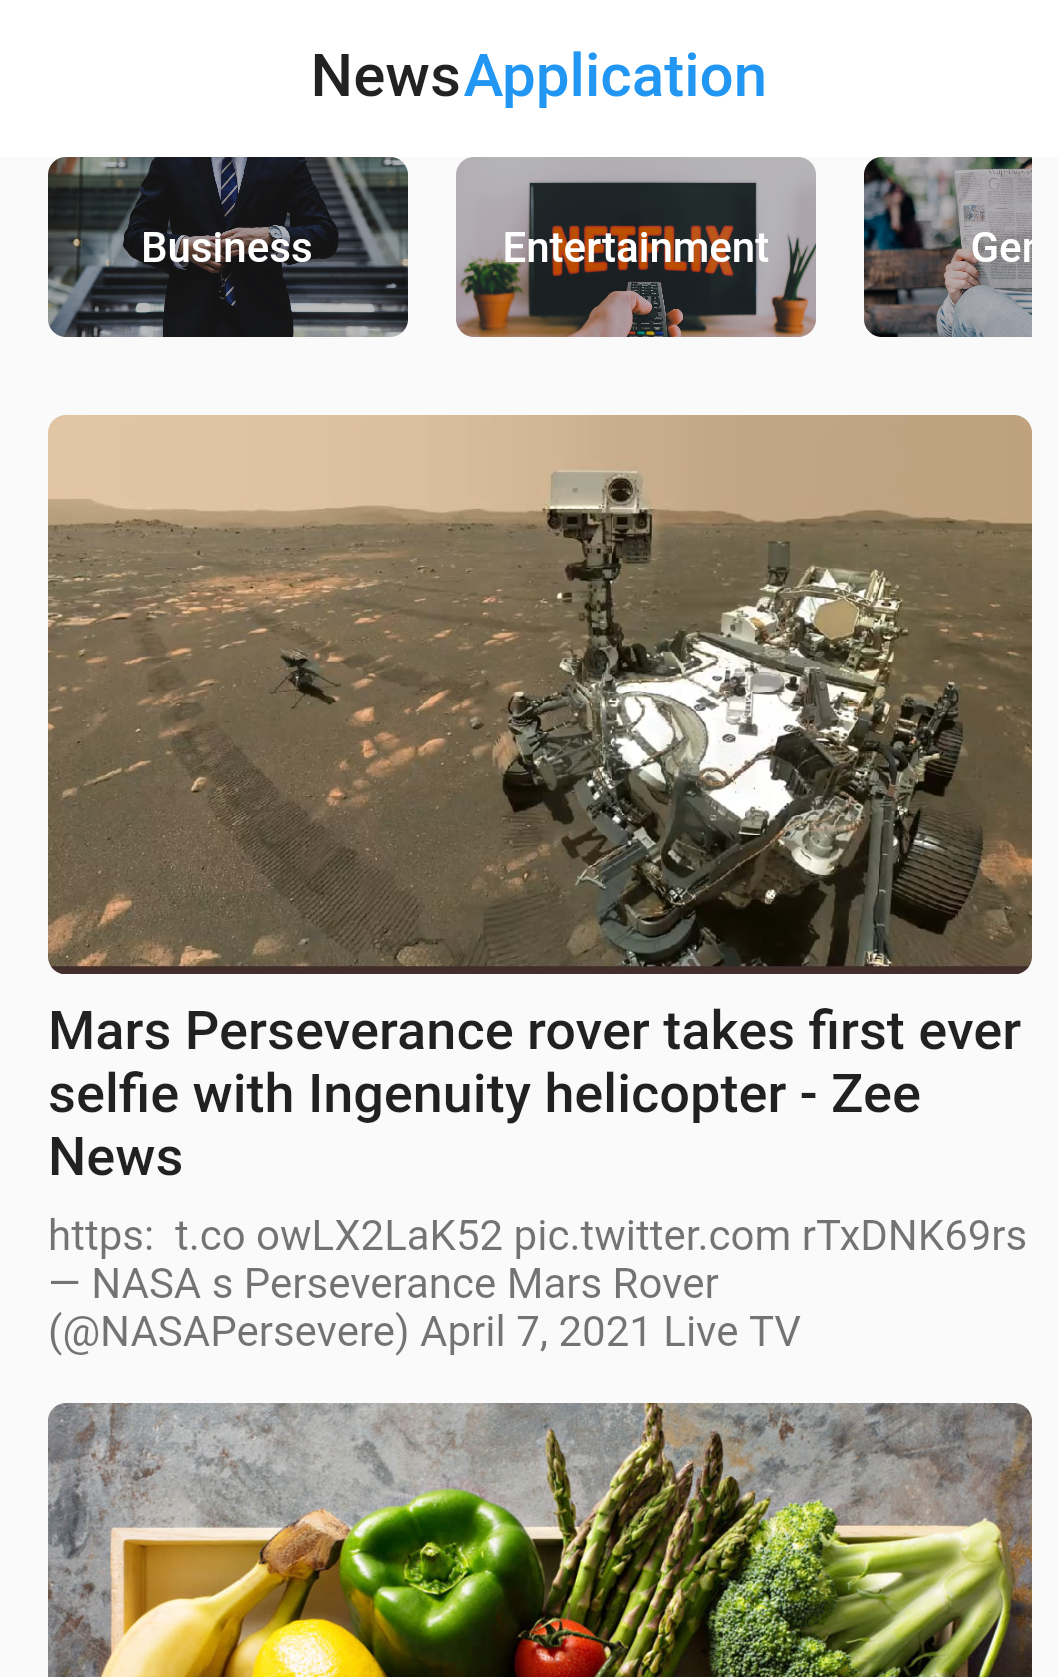 NewsApplication
Business
Entertainment
NETFLIX
Ger
Mars Perseverance rover takes first ever
selfie with Ingenuity helicopter - Zee
News
https:  t.co owLX2LaK52 pic.twitter.com rTxDNK69rs
— NASA s Perseverance Mars Rover
(@NASAPersevere) April 7, 2021 Live TV